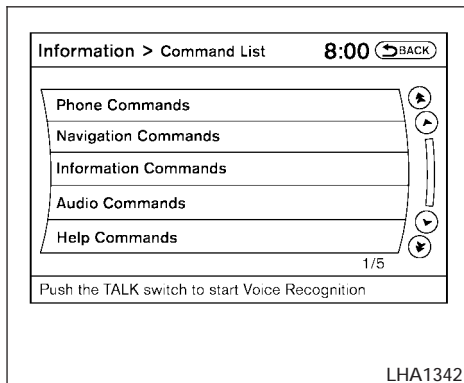 Information > Command List 8:00 BACK
Phone Commands
Navigation Commands
Information Commands
Audio Commands
Help Commands
1/5
Push the TALK switch to start Voice Recognition
LHA1342